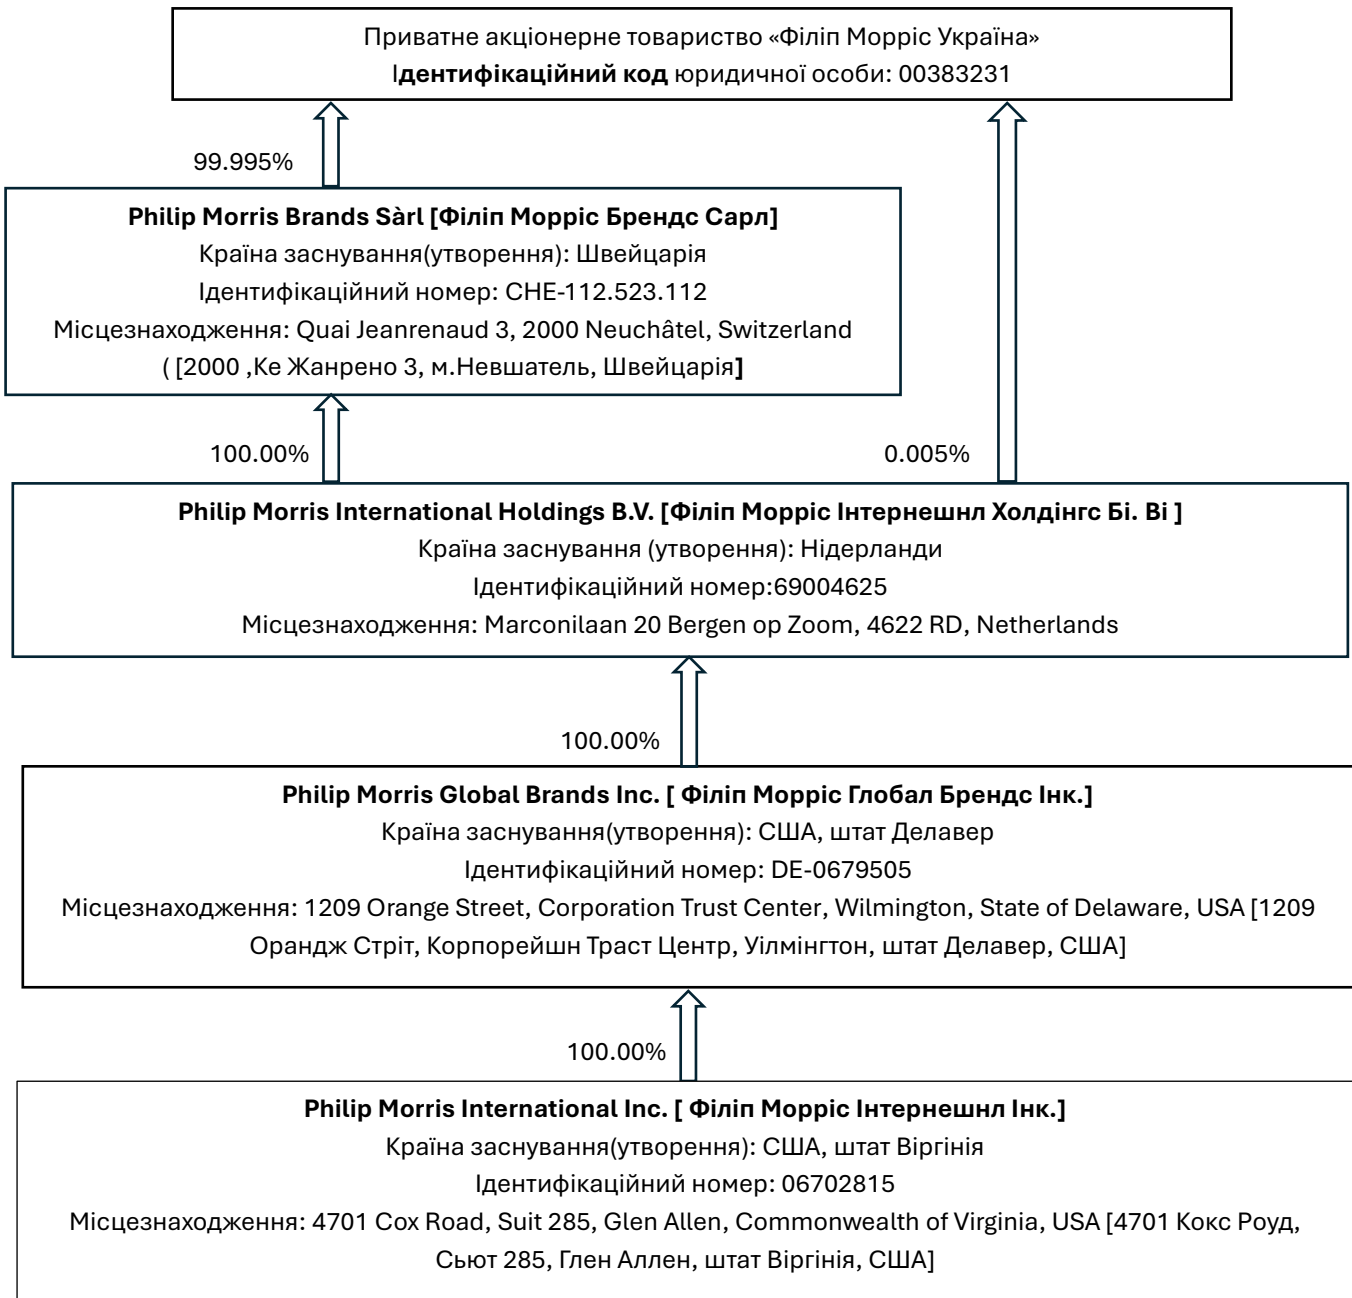 Приватне акціонерне товариство «Філіп Морріс Україна»
Ідентифікаційний код юридичної особи: 00383231
99.995%
Philip Morris Brands Sàrl [Філіп Морріс Брендс Сарл]
Країна заснування(утворення): Швейцарія
Ідентифікаційний номер: CHE-112.523.112
Місцезнаходження: Quai Jeanrenaud 3, 2000 Neuchâtel, Switzerland
( [2000 ,Ке Жанрено 3, м.Невшатель, Швейцарія]
100.00%
0.005%
Philip Morris International Holdings B.V. [Філіп Морріс Інтернешнл Холдінгс Бі. Ві ]
Країна заснування (утворення): Нідерланди
Ідентифікаційний номер:69004625
Місцезнаходження: Marconilaan 20 Bergen op Zoom, 4622 RD, Netherlands
100.00%
Philip Morris Global Brands Inc. [ Філіп Морріс Глобал Брендс Інк.]
Країна заснування(утворення): США, штат Делавер
Ідентифікаційний номер: DE-0679505
Місцезнаходження: 1209 Orange Street, Corporation Trust Center, Wilmington, State of Delaware, USA [1209
Орандж Стріт, Корпорейшн Траст Центр, Уілмінгтон, штат Делавер, США]
100.00%
Philip Morris International Inc. [ Філіп Морріс Інтернешнл Інк.]
Країна заснування(утворення): США, штат Віргінія
Ідентифікаційний номер: 06702815
Місцезнаходження: 4701 Cox Road, Suit 285, Glen Allen, Commonwealth of Virginia, USA [4701 Кокс Роуд,
Сьют 285, Глен Аллен, штат Віргінія, США]